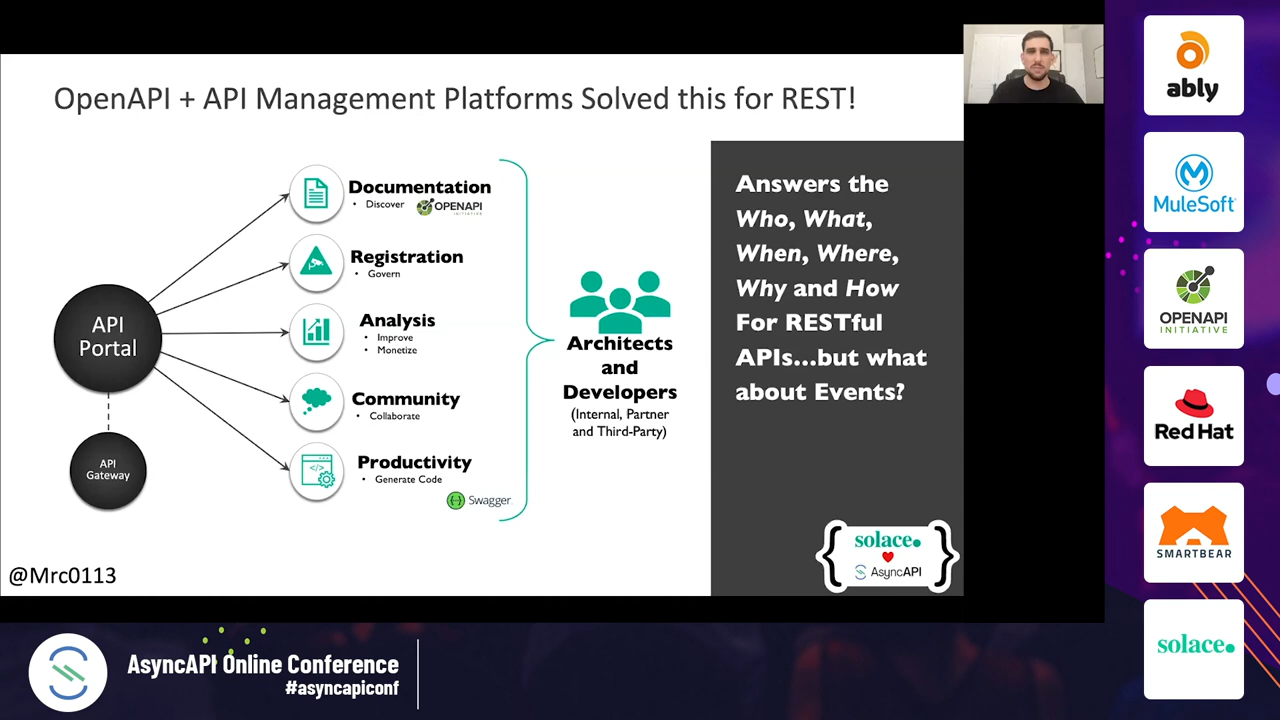 OpenAPI + API Management Platforms Solved this for REST!
API
Portal
API
Gateway
Documentation
• Discover
OPENAPI
INITIATIVE
Registration
• Govern
Analysis
• Improve
• Monetize
Community
• Collaborate
Productivity
• Generate Code
Swagger
Architects
and
Developers
(Internal, Partner
and Third-Party)
Answers the
Who, What,
When, Where,
Why and How
For RESTful
APIs...but what
about Events?
solace.
AsyncAPI
@Mrc0113
AsyncAPI Online Conference
#asyncapiconf
ably
MuleSoft
OPENAPI
INITIATIVE
Red Hat
SMARTBEAR
solace.